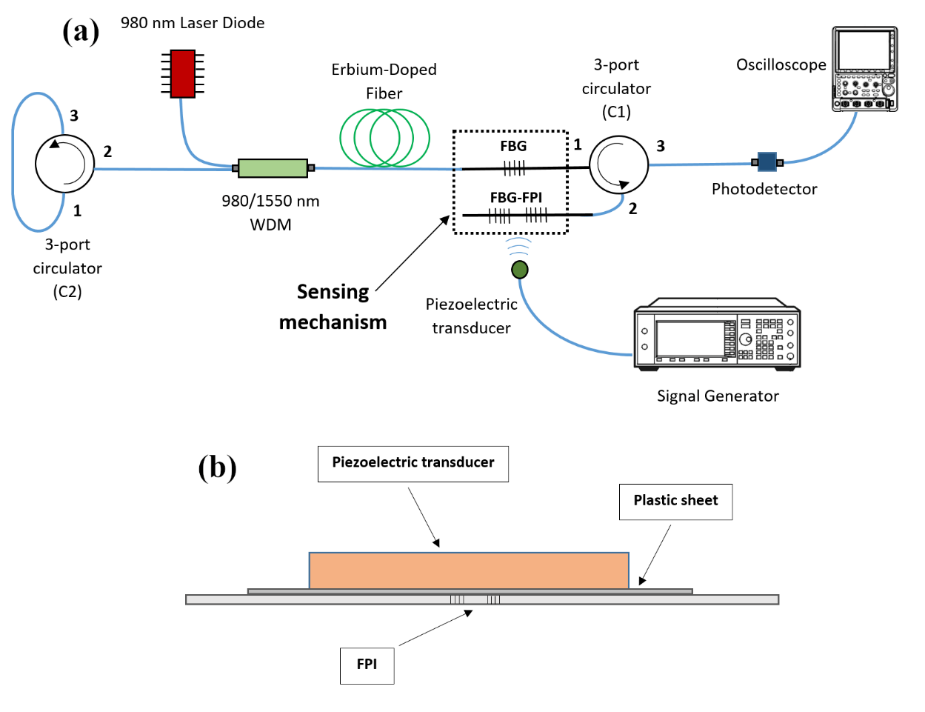 (a)
980 nm Laser Diode
Erbium-Doped
Fiber
3-port
circulator
(C1)
Oscilloscope
3
2
1
FBG
1
3
FBG-FPI
2
980/1550 nm
WDM
Photodetector
3-port
circulator
(C2)
Sensing
mechanism
Piezoelectric
transducer
Signal Generator
(b)
Piezoelectric transducer
Plastic sheet
FPI